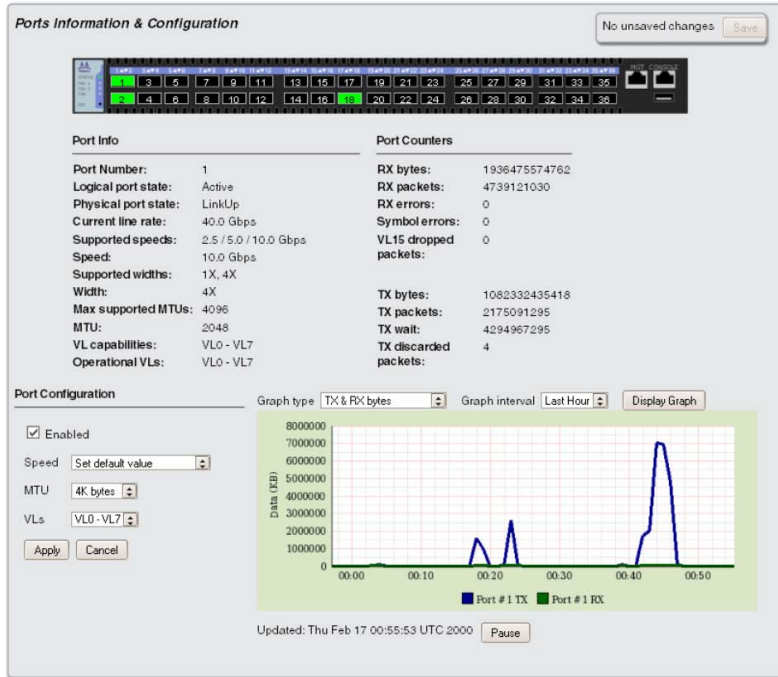 Ports Information & Configuration
No unsaved changes Save
MGT CONSOLE
1 3 5 7 9 11 13 15 17 19 21 23 25 27 29 31 33 35
2 4 6 8 10 12 14 16 18 20 22 24 26 28 30 32 34 36
Port Info
Port Number: 1
Logical port state: Active
Physical port state: LinkUp
Current line rate: 40.0 Gbps
Supported speeds: 2.5 / 5.0 / 10.0 Gbps
Speed: 10.0 Gbps
Supported widths: 1X, 4X
Width: 4X
Max supported MTUs: 4096
MTU: 2048
VL capabilities: VL0 - VL7
Operational VLs: VL0 - VL7
Port Counters
RX bytes: 1936475574762
RX packets: 4739121030
RX errors: 0
Symbol errors: 0
VL15 dropped 0
packets:
TX bytes: 1082332435418
TX packets: 2175091295
TX wait: 4294967295
TX discarded 4
packets:
Port Configuration
Enabled
Speed Set default value
MTU 4K bytes
VLs VL0 - VL7
Apply Cancel
Graph type TX & RX bytes Graph interval Last Hour Display Graph
8000000
7000000
6000000
5000000
4000000
3000000
2000000
1000000
0
Data (KB)
00:00 00:10 00:20 00:30 00:40 00:50
Port #1 TX Port #1 RX
Updated: Thu Feb 17 00:55:53 UTC 2000 Pause